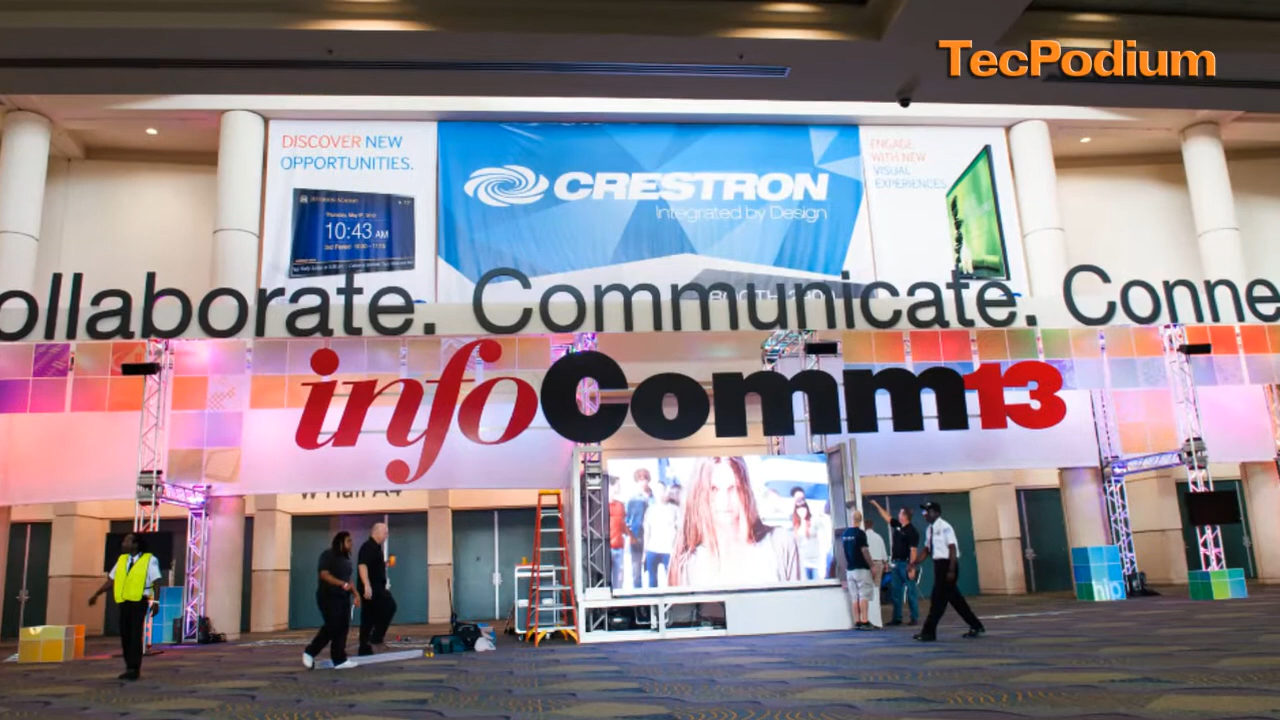 TecPodium
DISCOVER NEW
OPPORTUNITIES.
10:43 AM
CRESTRON
Integrated by Design
ENGAGE
WITH NEW
VISUAL
EXPERIENCES
ollaborate. Communicate. Conne
infoComm13
Hall A4
hip